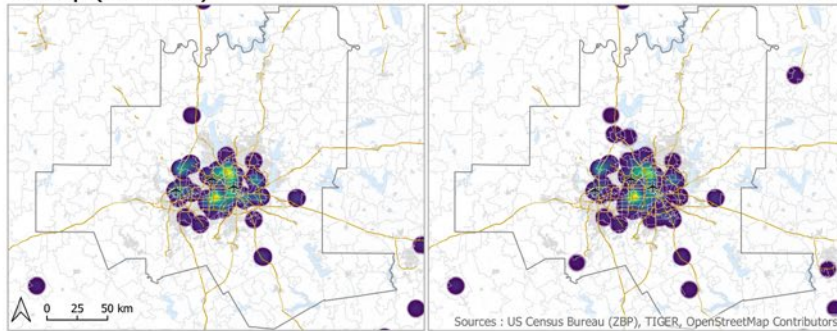 0 25 50 km
Sources : US Census Bureau (ZBP), TIGER, OpenStreetMap Contributors